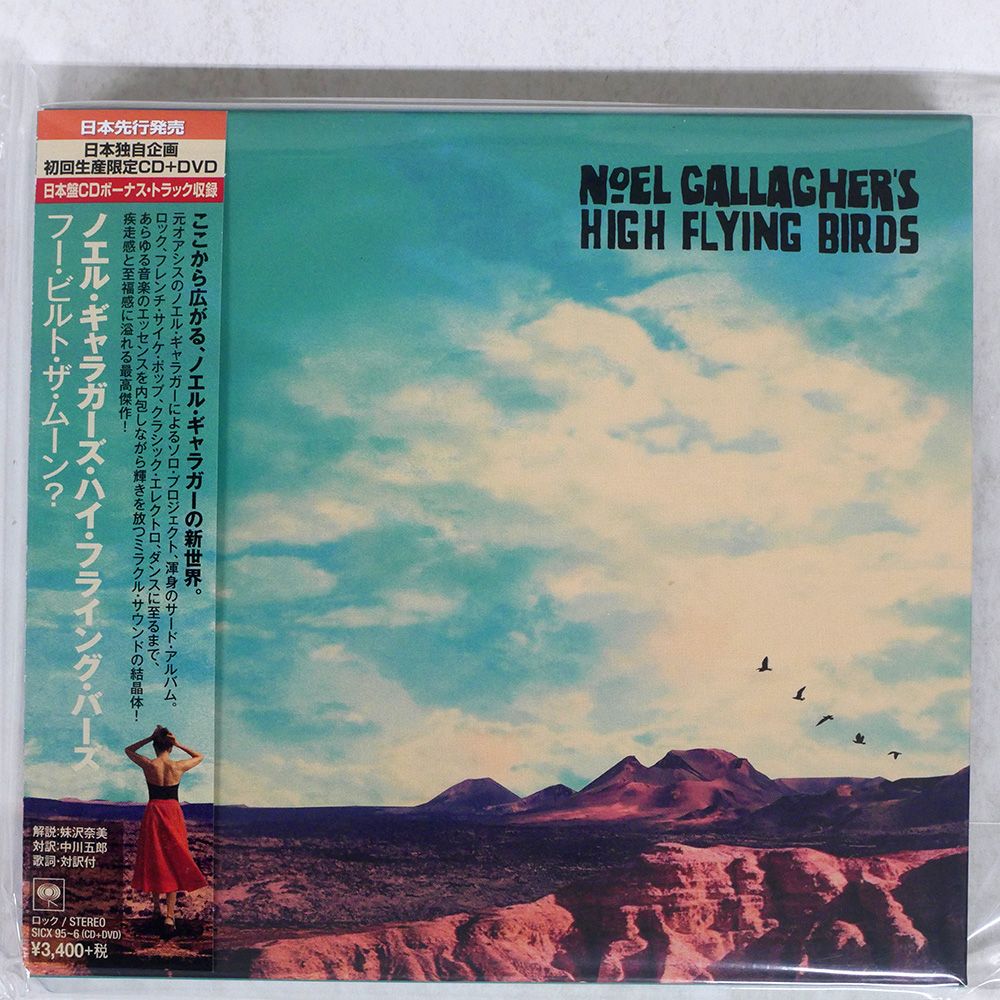 日本先行発売
日本独自企画
初回生産限定CD+DVD
日本盤CDボーナス・トラック収録
ここから広がる、ノエル・ギャラガーの新世界。
元オアシスのノエル・ギャラガーによるソロ・プロジェクト、渾身のサード・アルバム。
ロック、フレンチ・サイケ・ポップ、クラシック・エレクトロ、ダンスに至るまで、
あらゆる音楽のエッセンスを内包しながら輝きを放つミラクル・サウンドの結晶体！
疾走感と至福感に溢れる最高傑作！
ノエル・ギャラガーズ・ハイ・フライング・バーズ
フー・ビルト・ザ・ムーン？
解説:妹沢奈美
対訳:中川五郎
歌詞・対訳付
ロック / STEREO
SICX 95~6 (CD+DVD)
¥3,400+税
NOEL GALLAGHER'S
HIGH FLYING BIRDS